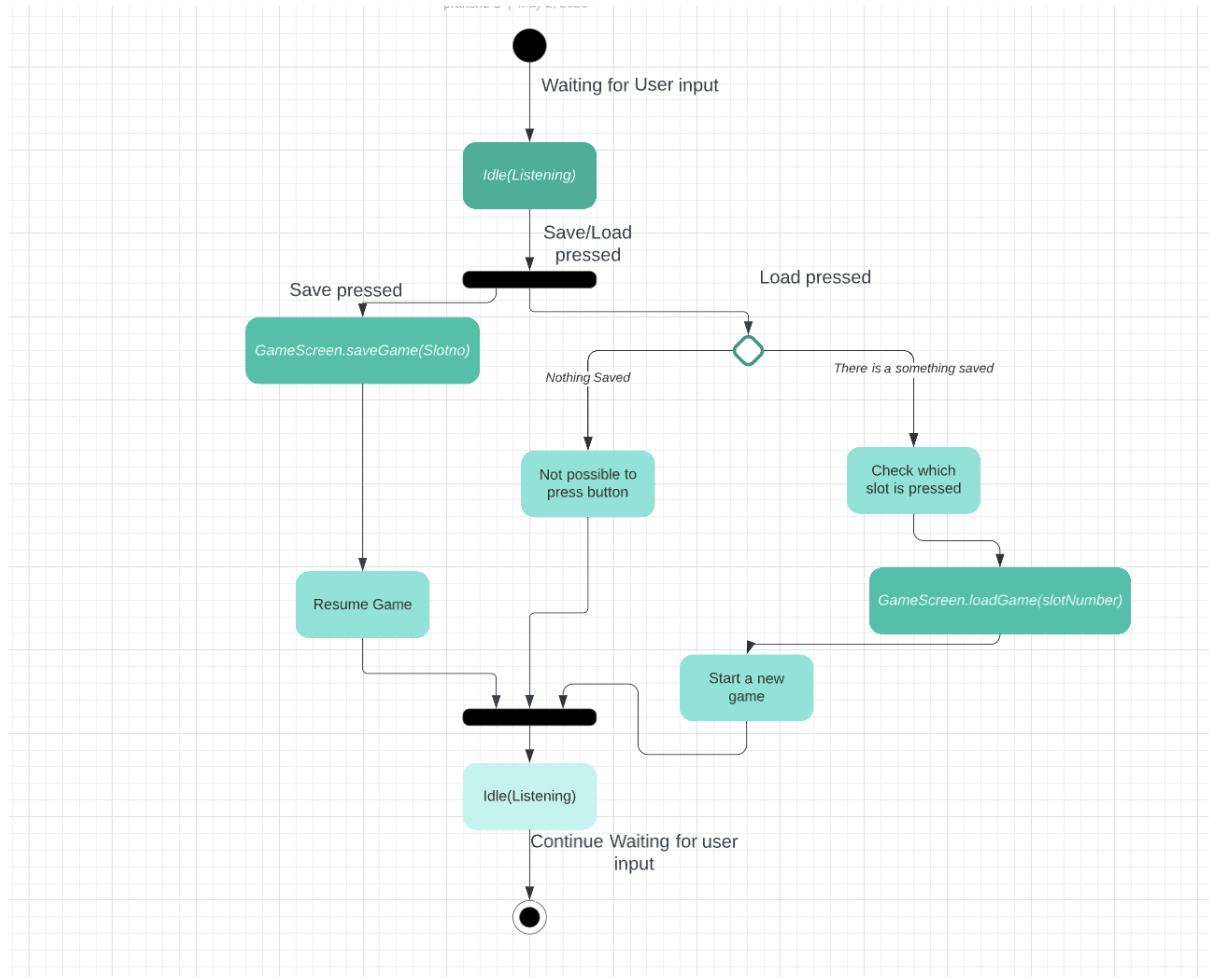 Waiting for User input
Idle(Listening)
Save/Load
pressed
Load pressed
Save pressed
GameScreen.saveGame(Slotno)
There is a something saved
Nothing Saved
Check which
slot is pressed
Not possible to
press button
GameScreen.loadGame(slotNumber)
Resume Game
Start a new
game
Idle(Listening)
Continue Waiting for user
input